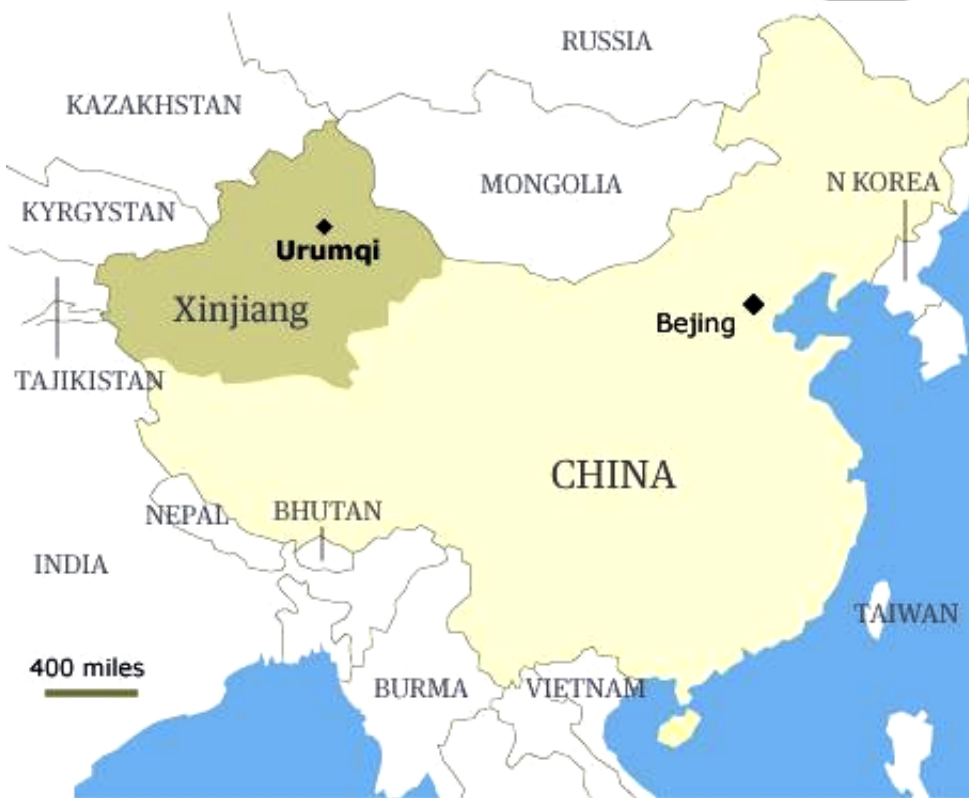 RUSSIA
KAZAKHSTAN
MONGOLIA
N KOREA
KYRGYSTAN
Urumqi
Xinjiang
Bejing
TAJIKISTAN
CHINA
NEPAL
BHUTAN
INDIA
TAIWAN
400 miles
BURMA
VIETNAM